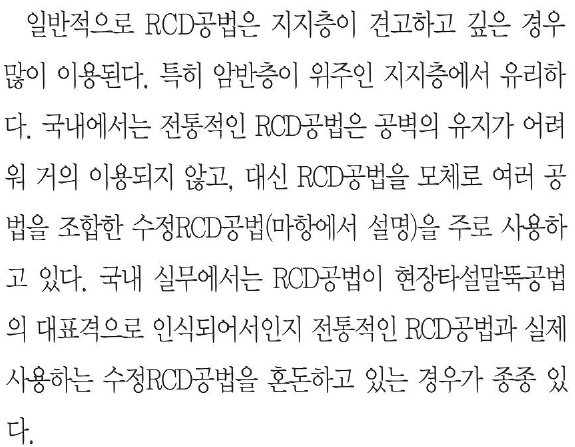 일반적으로 RCD공법은 지지층이 견고하고 깊은 경우
많이 이용된다. 특히 암반층이 위주인 지지층에서 유리하
다. 국내에서는 전통적인 RCD공법은 공벽의 유지가 어려
워 거의 이용되지 않고, 대신 RCD공법을 모체로 여러 공
법을 조합한 수정RCD공법(마항에서 설명)을 주로 사용하
고 있다. 국내 실무에서는 RCD공법이 현장타설말뚝공법
의 대표격으로 인식되어서인지 전통적인 RCD공법과 실제
사용하는 수정RCD공법을 혼돈하고 있는 경우가 종종 있
다.